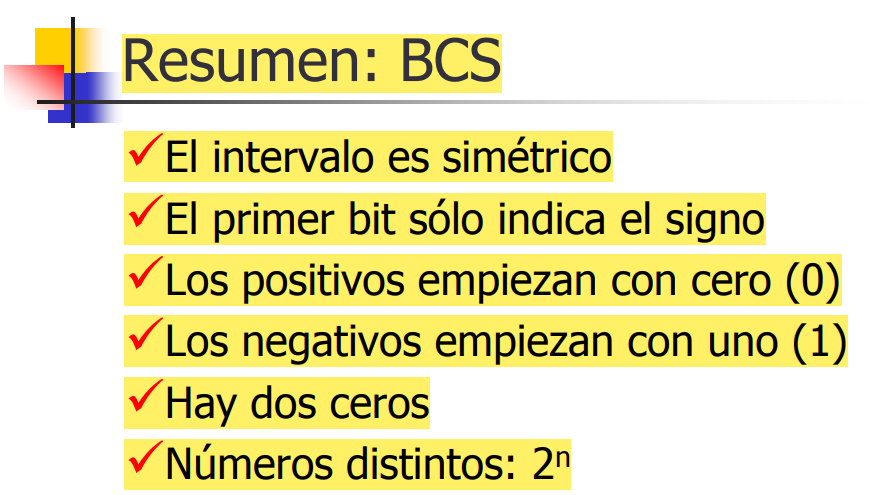 Resumen: BCS
✓El intervalo es simétrico
✓El primer bit sólo indica el signo
✓Los positivos empiezan con cero (0)
✓Los negativos empiezan con uno (1)
✓Hay dos ceros
✓Números distintos: 2ⁿ